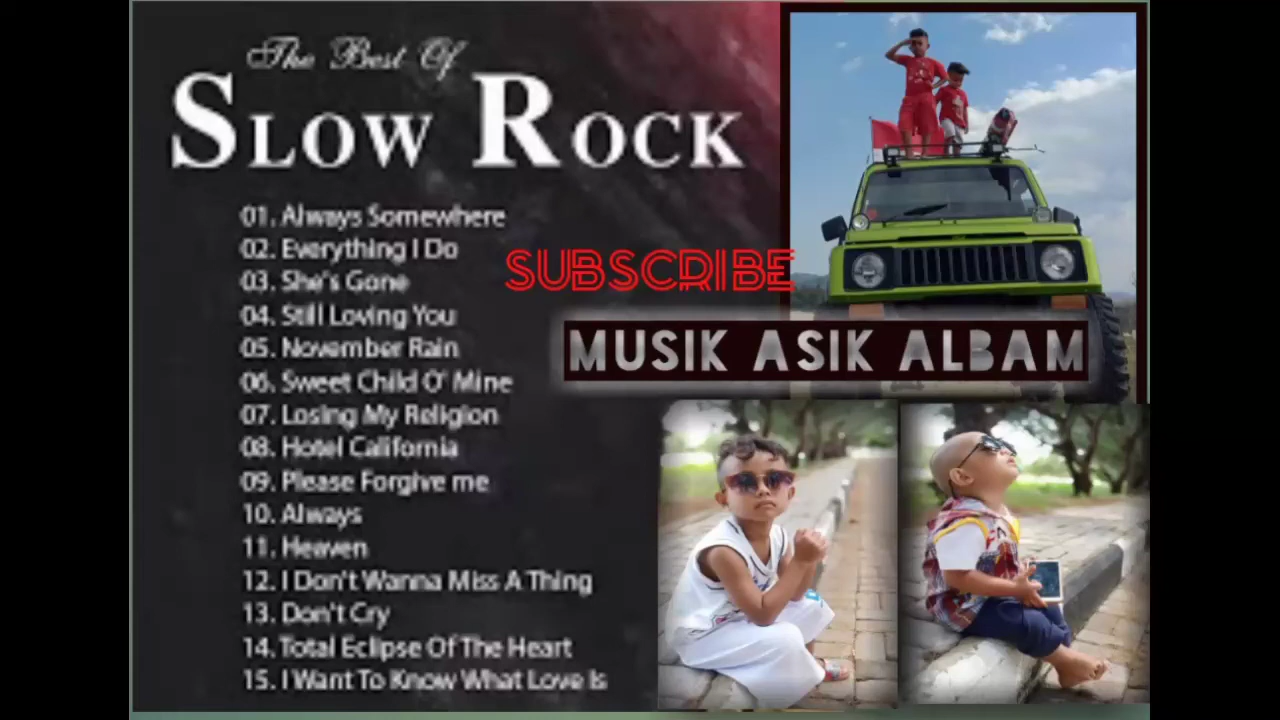 The Best Of
SLOW ROCK
01. Always Somewhere
02. Everything I Do
03. She's Gone
04. Still Loving You
05. November Rain
06. Sweet Child O' Mine
07. Losing My Religion
08. Hotel California
09. Please Forgive me
10. Always
11. Heaven
12. I Don't Wanna Miss A Thing
13. Don't Cry
14. Total Eclipse Of The Heart
15. I Want To Know What Love Is
SUBSCRIBE
MUSIK ASIK ALBAM